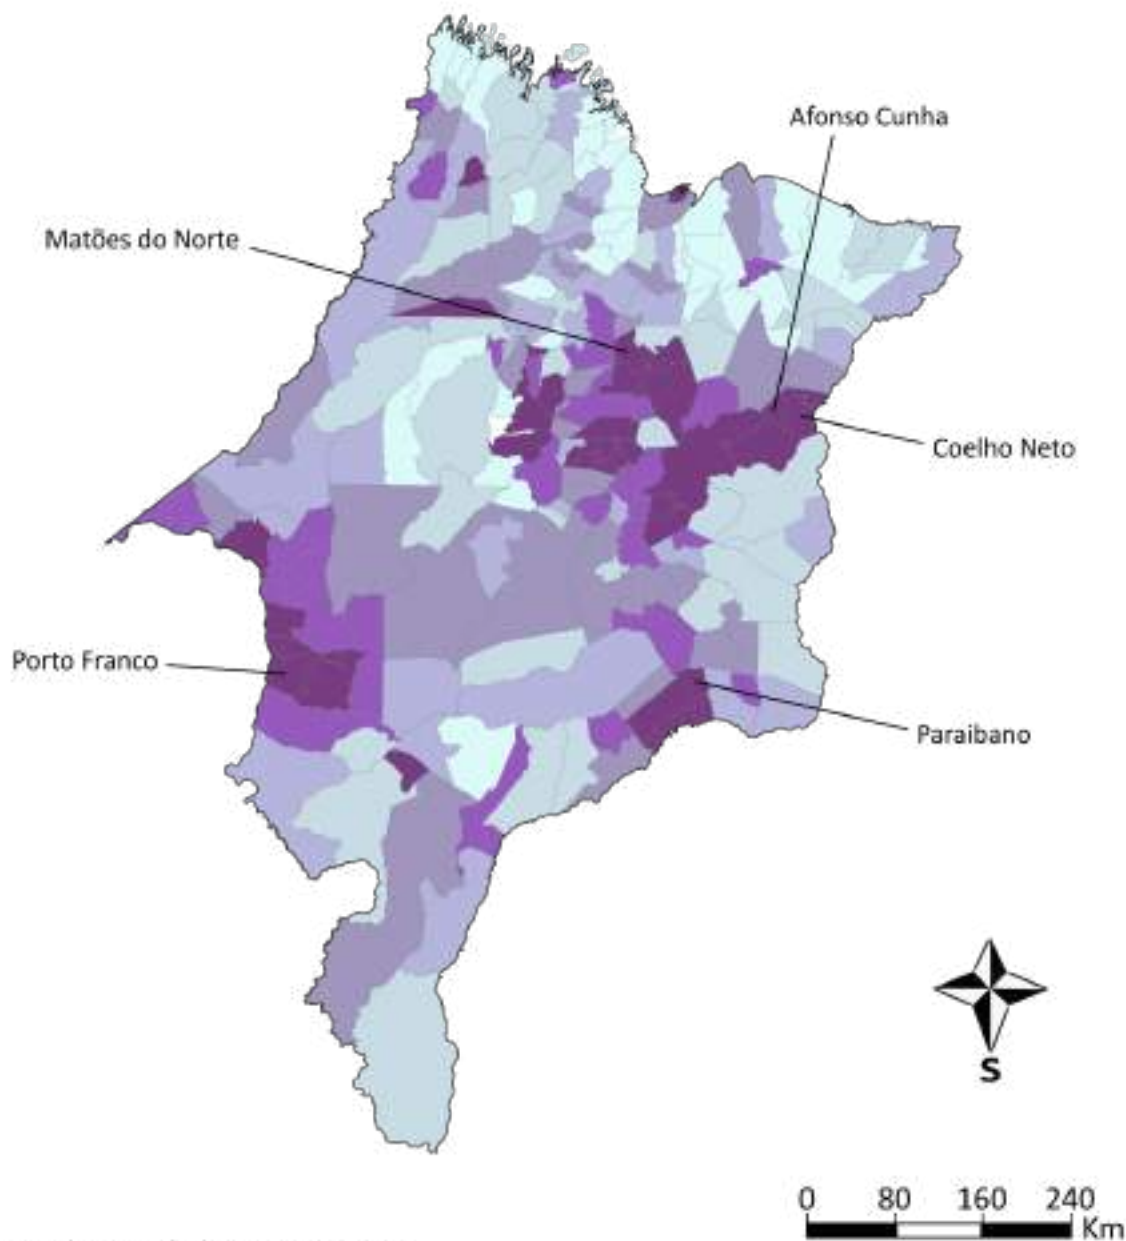 Afonso Cunha
Matões do Norte
Coelho Neto
Porto Franco
Paraibano
S
0 80 160 240
Km